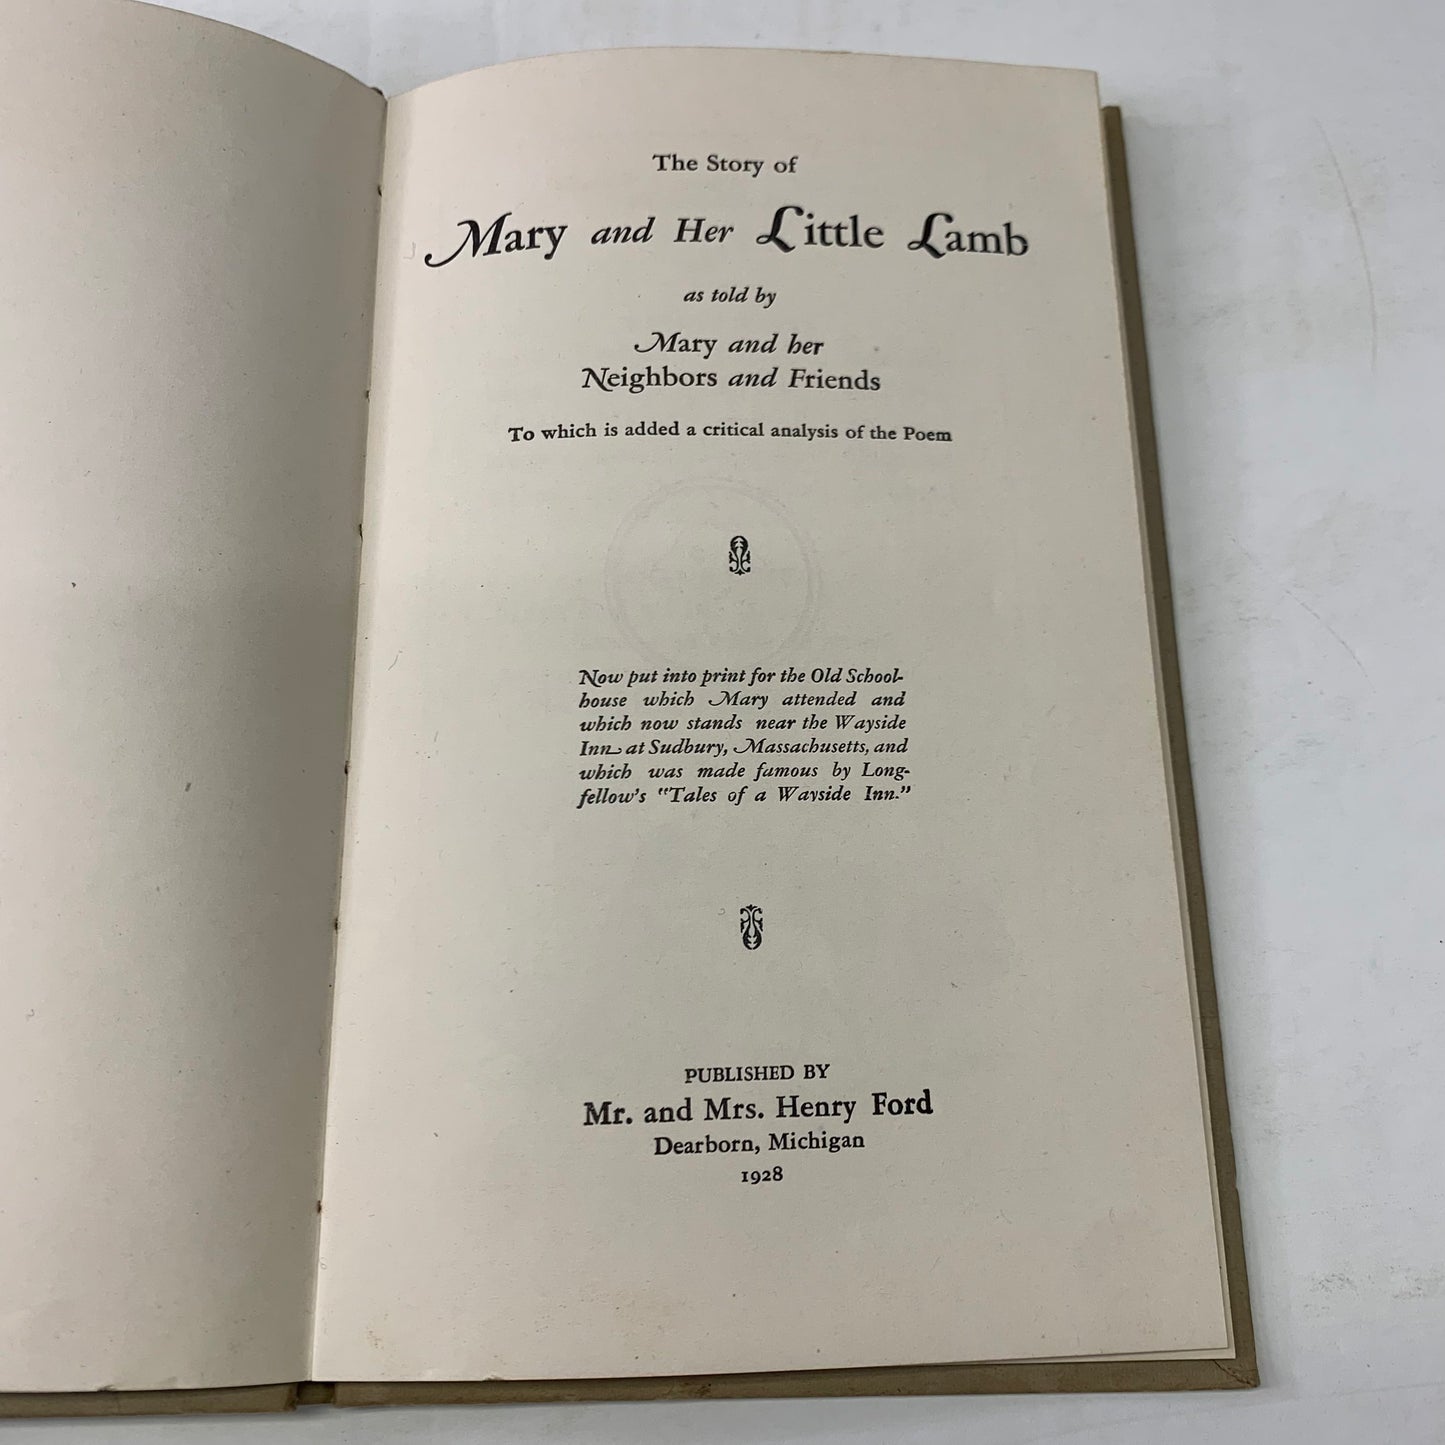 The Story of
Mary and Her Little Lamb
as told by
Mary and her
Neighbors and Friends
To which is added a critical analysis of the Poem
Now put into print for the Old School-
house which Mary attended and
which now stands near the Wayside
Inn at Sudbury, Massachusetts, and
which was made famous by Long-
fellow's "Tales of a Wayside Inn."
PUBLISHED BY
Mr. and Mrs. Henry Ford
Dearborn, Michigan
1928